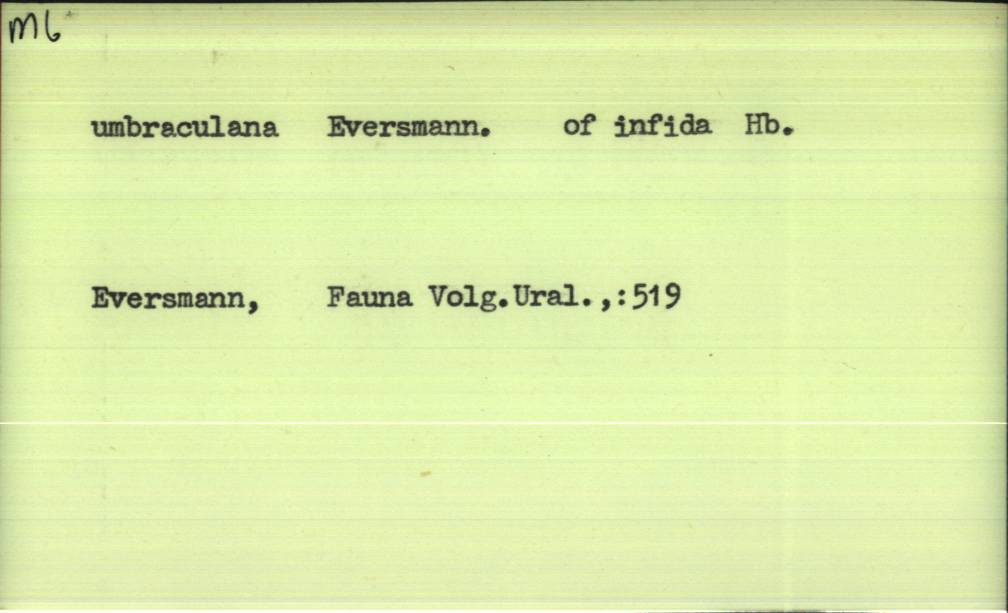 M6
umbraculana Eversmann. of infida Hb.
Eversmann, Fauna Volg.Ural.,:519